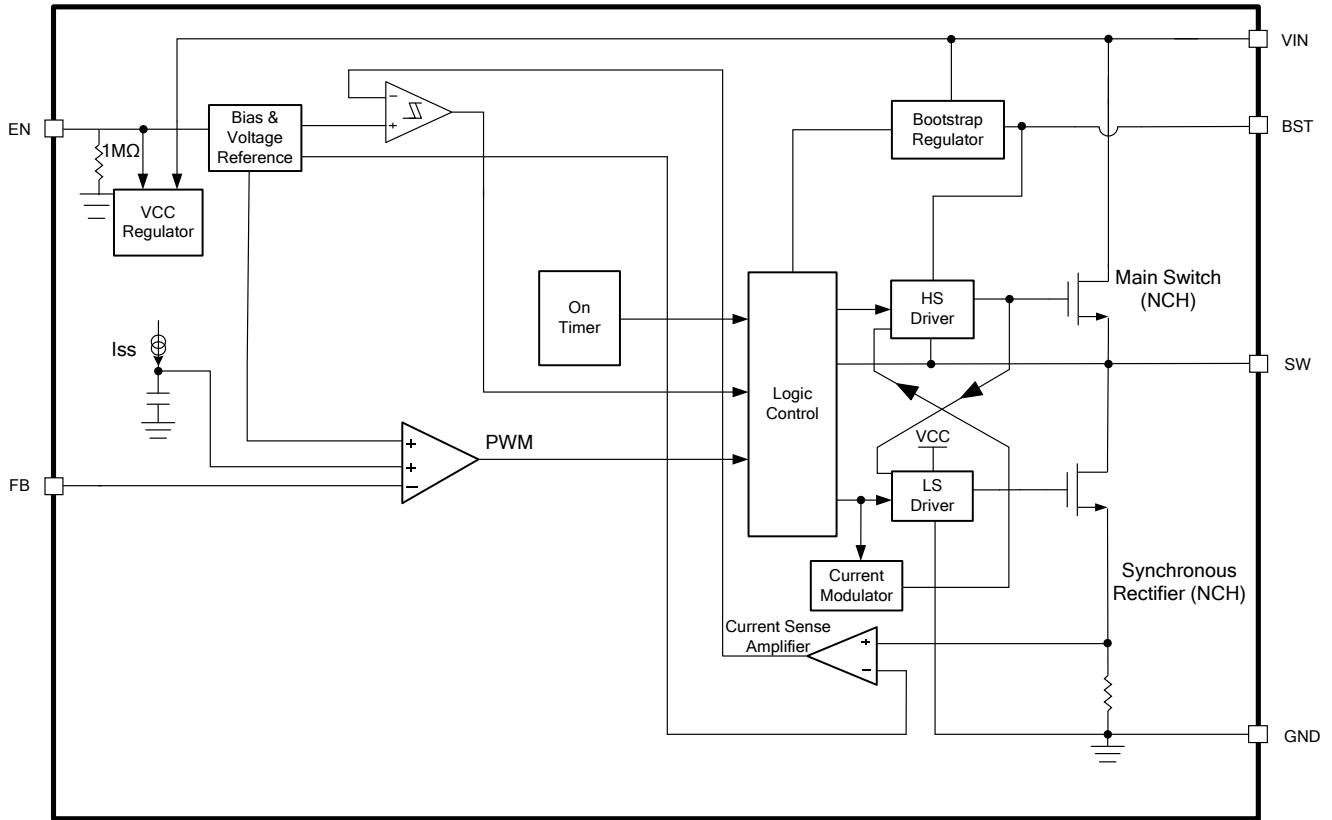 VIN
EN
Bias &
Voltage
Reference
−
+
Bootstrap
Regulator
BST
1MΩ
VCC
Regulator
On
Timer
HS
Driver
Main Switch
(NCH)
Iss
SW
Logic
Control
+
+
−
PWM
VCC
FB
LS
Driver
Current
Modulator
Synchronous
Rectifier (NCH)
Current Sense
Amplifier
+
−
GND